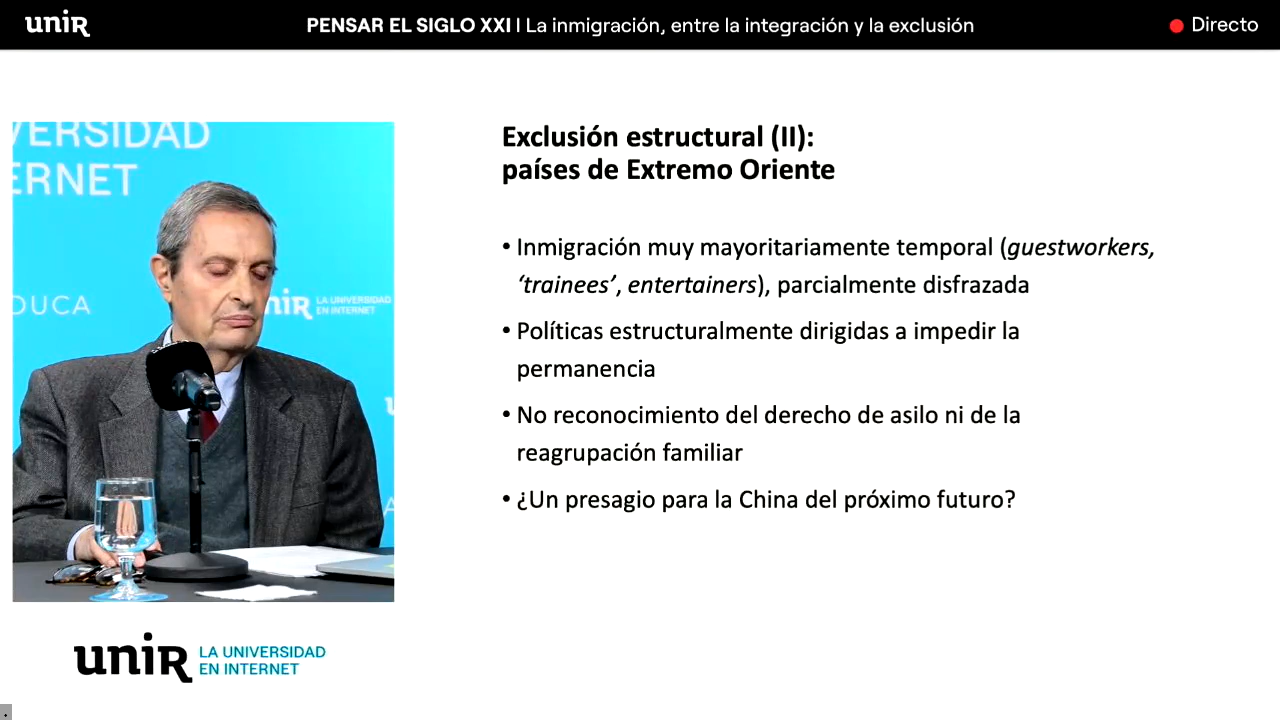 unir
PENSAR EL SIGLO XXI | La inmigración, entre la integración y la exclusión
Directo
VERSIDAD
ERNET
DUCA
unir LA UNIVERSIDAD
EN INTERNET
Exclusión estructural (II):
países de Extremo Oriente
• Inmigración muy mayoritariamente temporal (guestworkers,
‘trainees’, entertainers), parcialmente disfrazada
• Políticas estructuralmente dirigidas a impedir la
permanencia
• No reconocimiento del derecho de asilo ni de la
reagrupación familiar
• ¿Un presagio para la China del próximo futuro?
unir LA UNIVERSIDAD
EN INTERNET